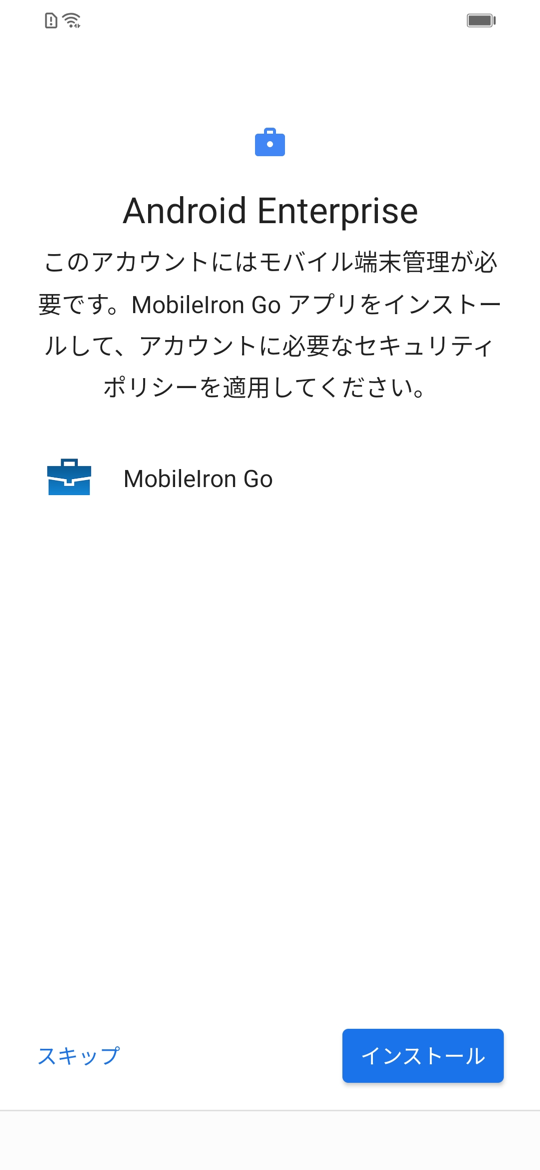 Android Enterprise
このアカウントにはモバイル端末管理が必
要です。MobileIron Go アプリをインストー
ルして、アカウントに必要なセキュリティ
ポリシーを適用してください。
MobileIron Go
スキップ
インストール